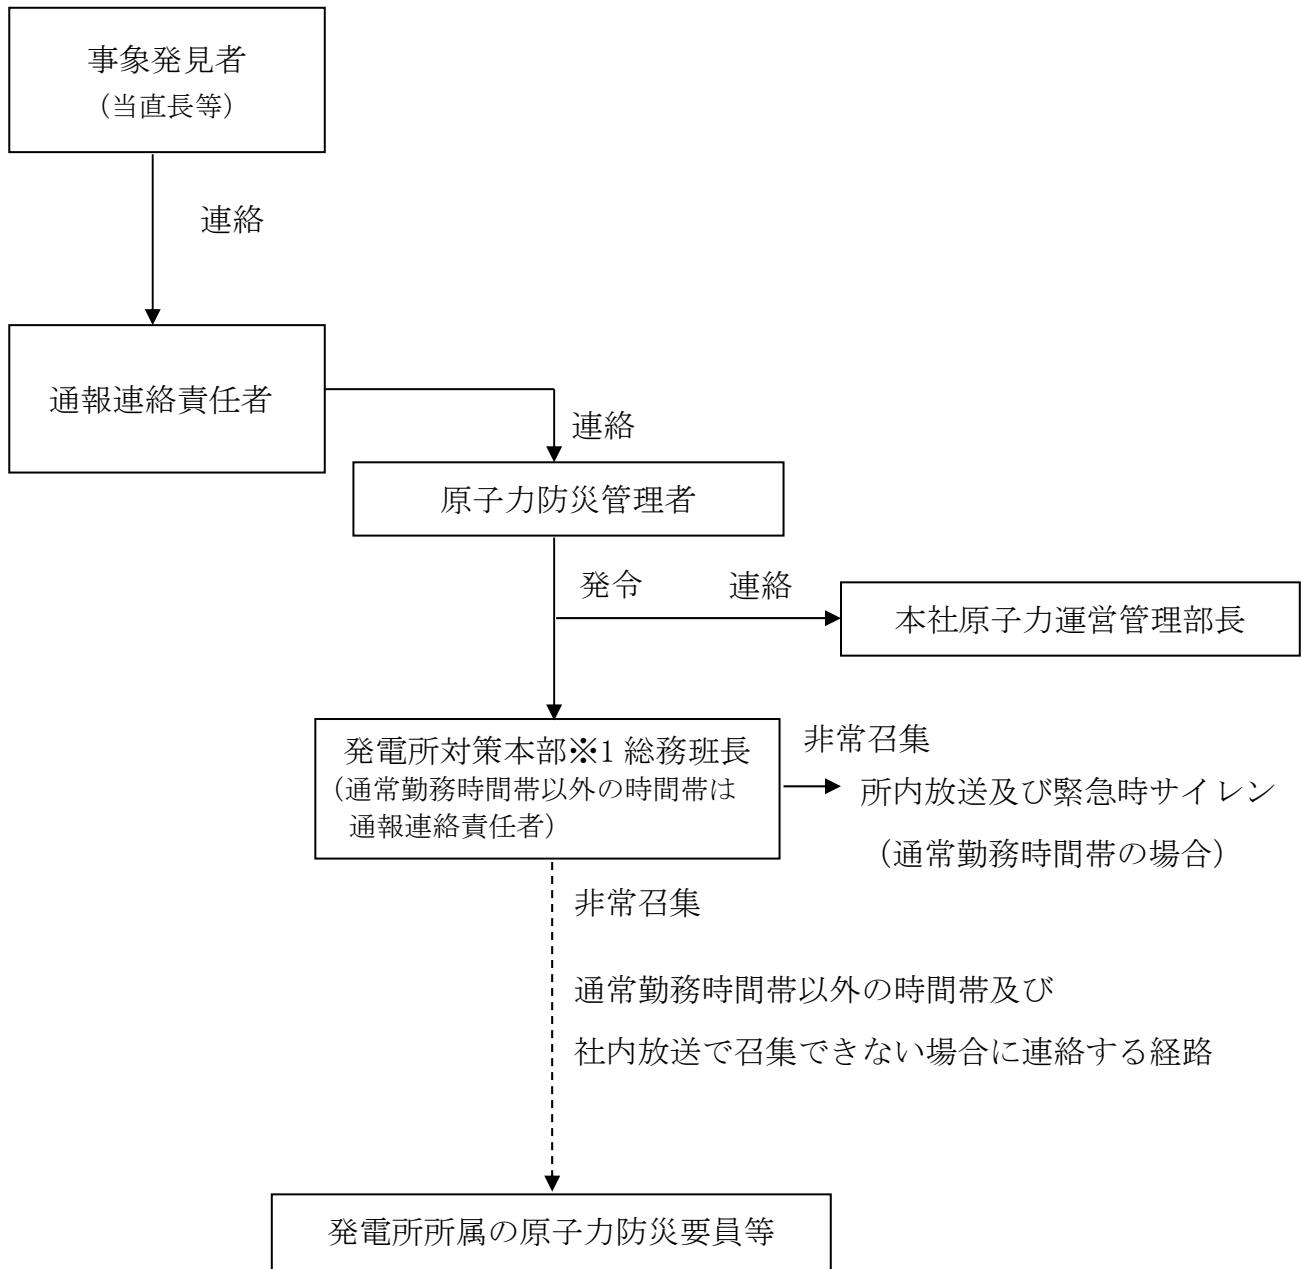 事象発見者
（当直長等）
連絡
通報連絡責任者
連絡
原子力防災管理者
発令
連絡
本社原子力運営管理部長
発電所対策本部※1 総務班長
（通常勤務時間帯以外の時間帯は
通報連絡責任者）
非常召集
所内放送及び緊急時サイレン
（通常勤務時間帯の場合）
非常召集
通常勤務時間帯以外の時間帯及び
社内放送で召集できない場合に連絡する経路
発電所所属の原子力防災要員等